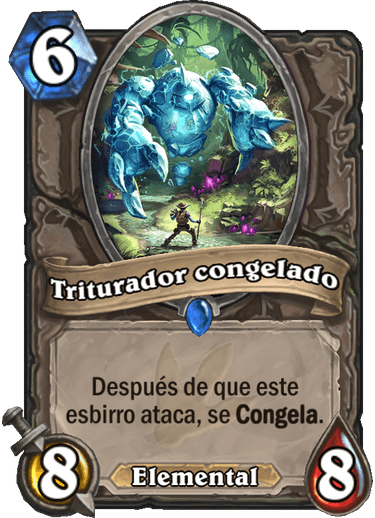 6
Triturador congelado
Después de que este
esbirro ataca, se Congela.
8
Elemental
8